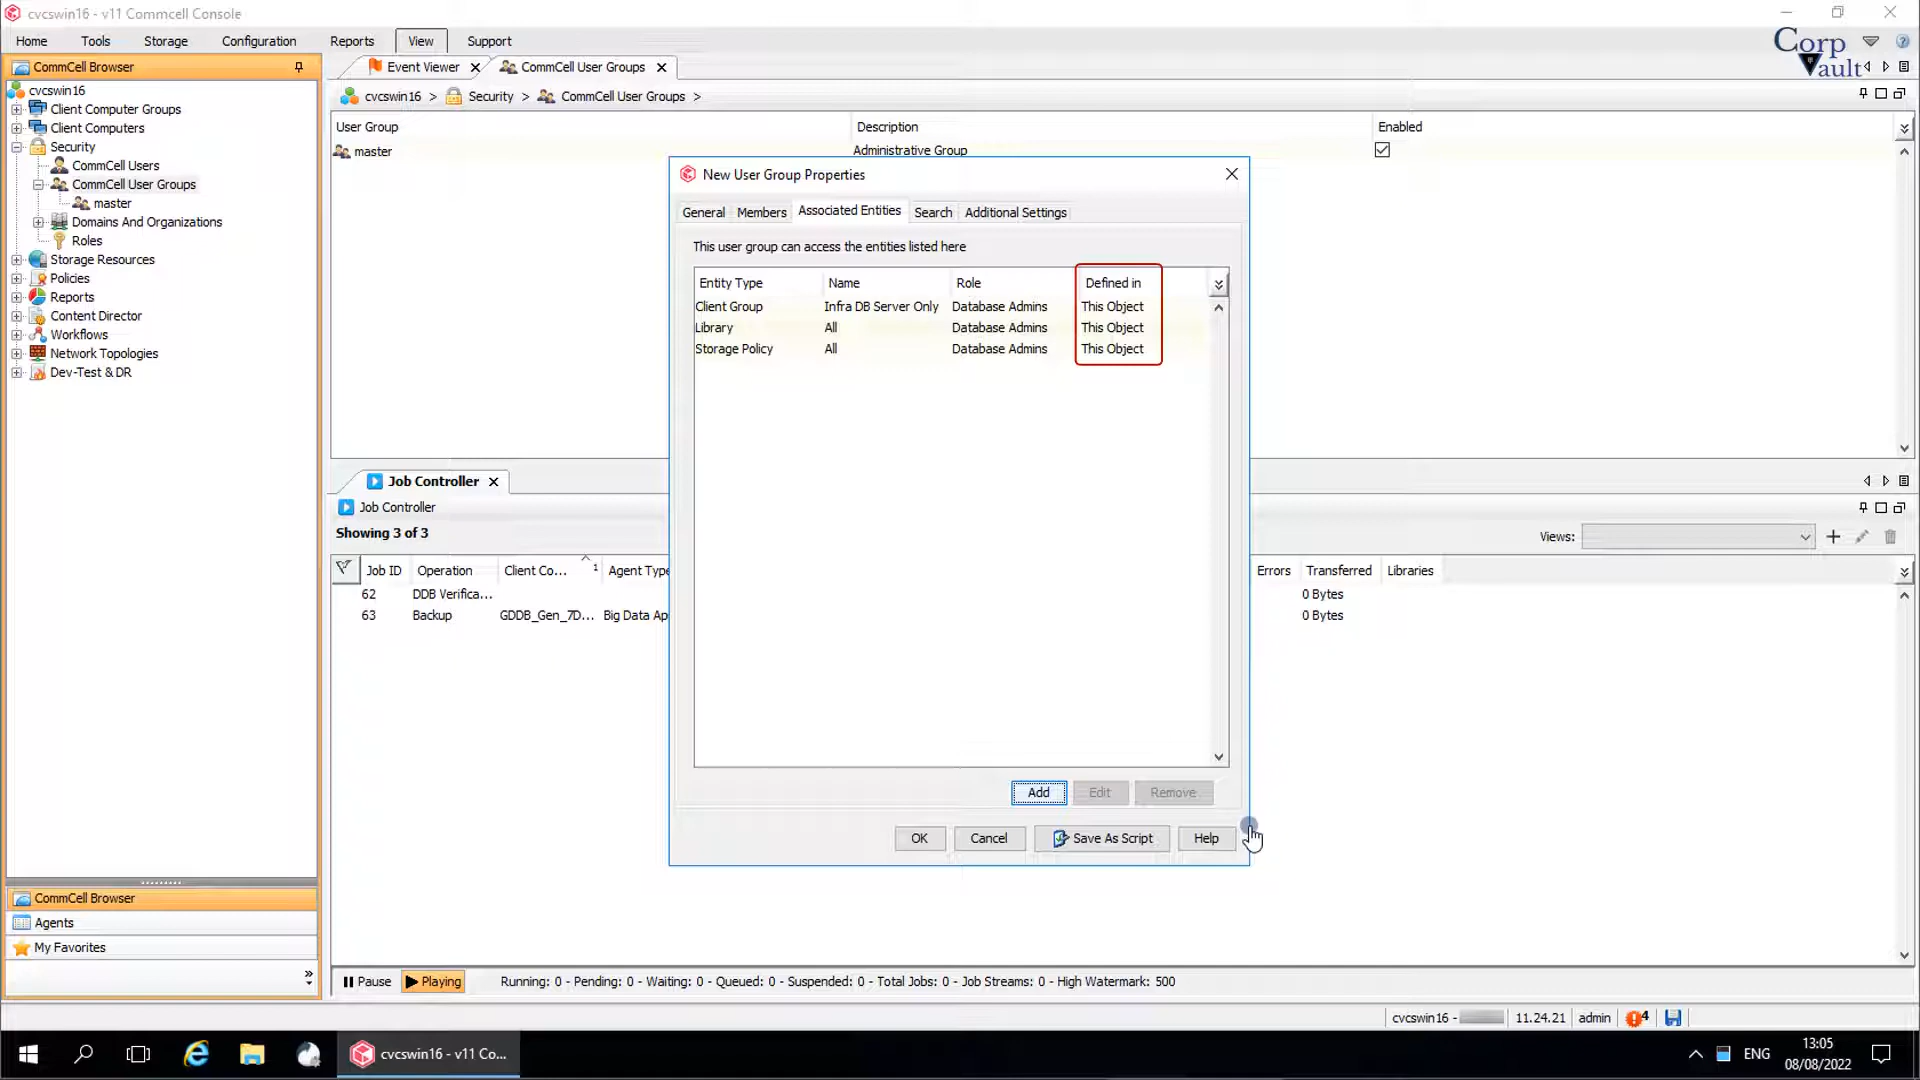 cvcswin16 - v11 Commcell Console
Home Tools Storage Configuration Reports View Support
Corp Vault
CommCell Browser
Event Viewer CommCell User Groups
cvcswin16 > Security > CommCell User Groups >
cvcswin16
Client Computer Groups
Client Computers
Security
CommCell Users
CommCell User Groups
master
Domains And Organizations
Roles
Storage Resources
Policies
Reports
Content Director
Workflows
Network Topologies
Dev-Test & DR
CommCell Browser
Agents
My Favorites
User Group Description Enabled
master Administrative Group
New User Group Properties
General Members Associated Entities Search Additional Settings
This user group can access the entities listed here
Entity Type Name Role Defined in
Client Group Infra DB Server Only Database Admins This Object
Library All Database Admins This Object
Storage Policy All Database Admins This Object
Add Edit Remove
OK Cancel Save As Script Help
Job Controller
Job Controller
Showing 3 of 3
Views:
Job ID Operation Client Co... 1 Agent Type Errors Transferred Libraries
62 DDB Verifica... 0 Bytes
63 Backup GDDB_Gen_7D... Big Data Ap 0 Bytes
Pause Playing Running: 0 - Pending: 0 - Waiting: 0 - Queued: 0 - Suspended: 0 - Total Jobs: 0 - Job Streams: 0 - High Watermark: 500
cvcswin16 - 11.24.21 admin 4
cvcswin16 - v11 Co...
ENG
13:05
08/08/2022